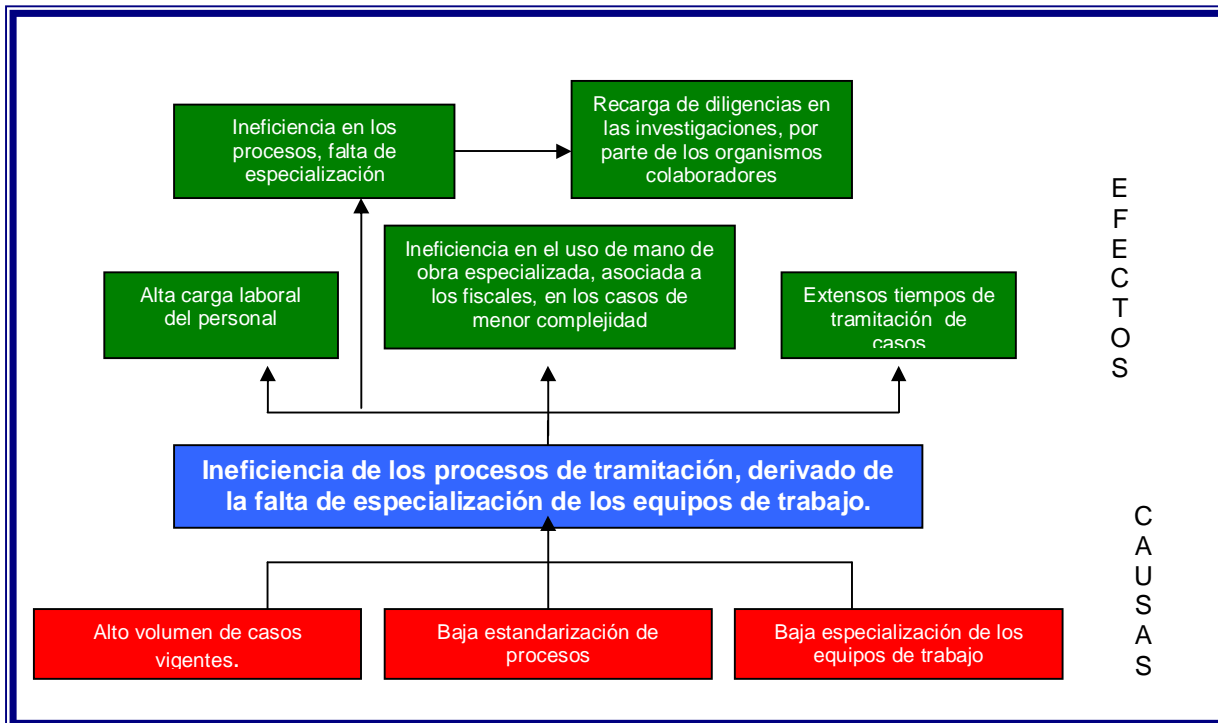 Ineficiencia en los
procesos, falta de
especialización
Recarga de diligencias en
las investigaciones, por
parte de los organismos
colaboradores
Alta carga laboral
del personal
Ineficiencia en el uso de mano de
obra especializada, asociada a
los fiscales, en los casos de
menor complejidad
Extensos tiempos de
tramitación de
casos
E
F
E
C
T
O
S
Ineficiencia de los procesos de tramitación, derivado de
la falta de especialización de los equipos de trabajo.
Alto volumen de casos
vigentes.
Baja estandarización de
procesos
Baja especialización de los
equipos de trabajo
C
A
U
S
A
S